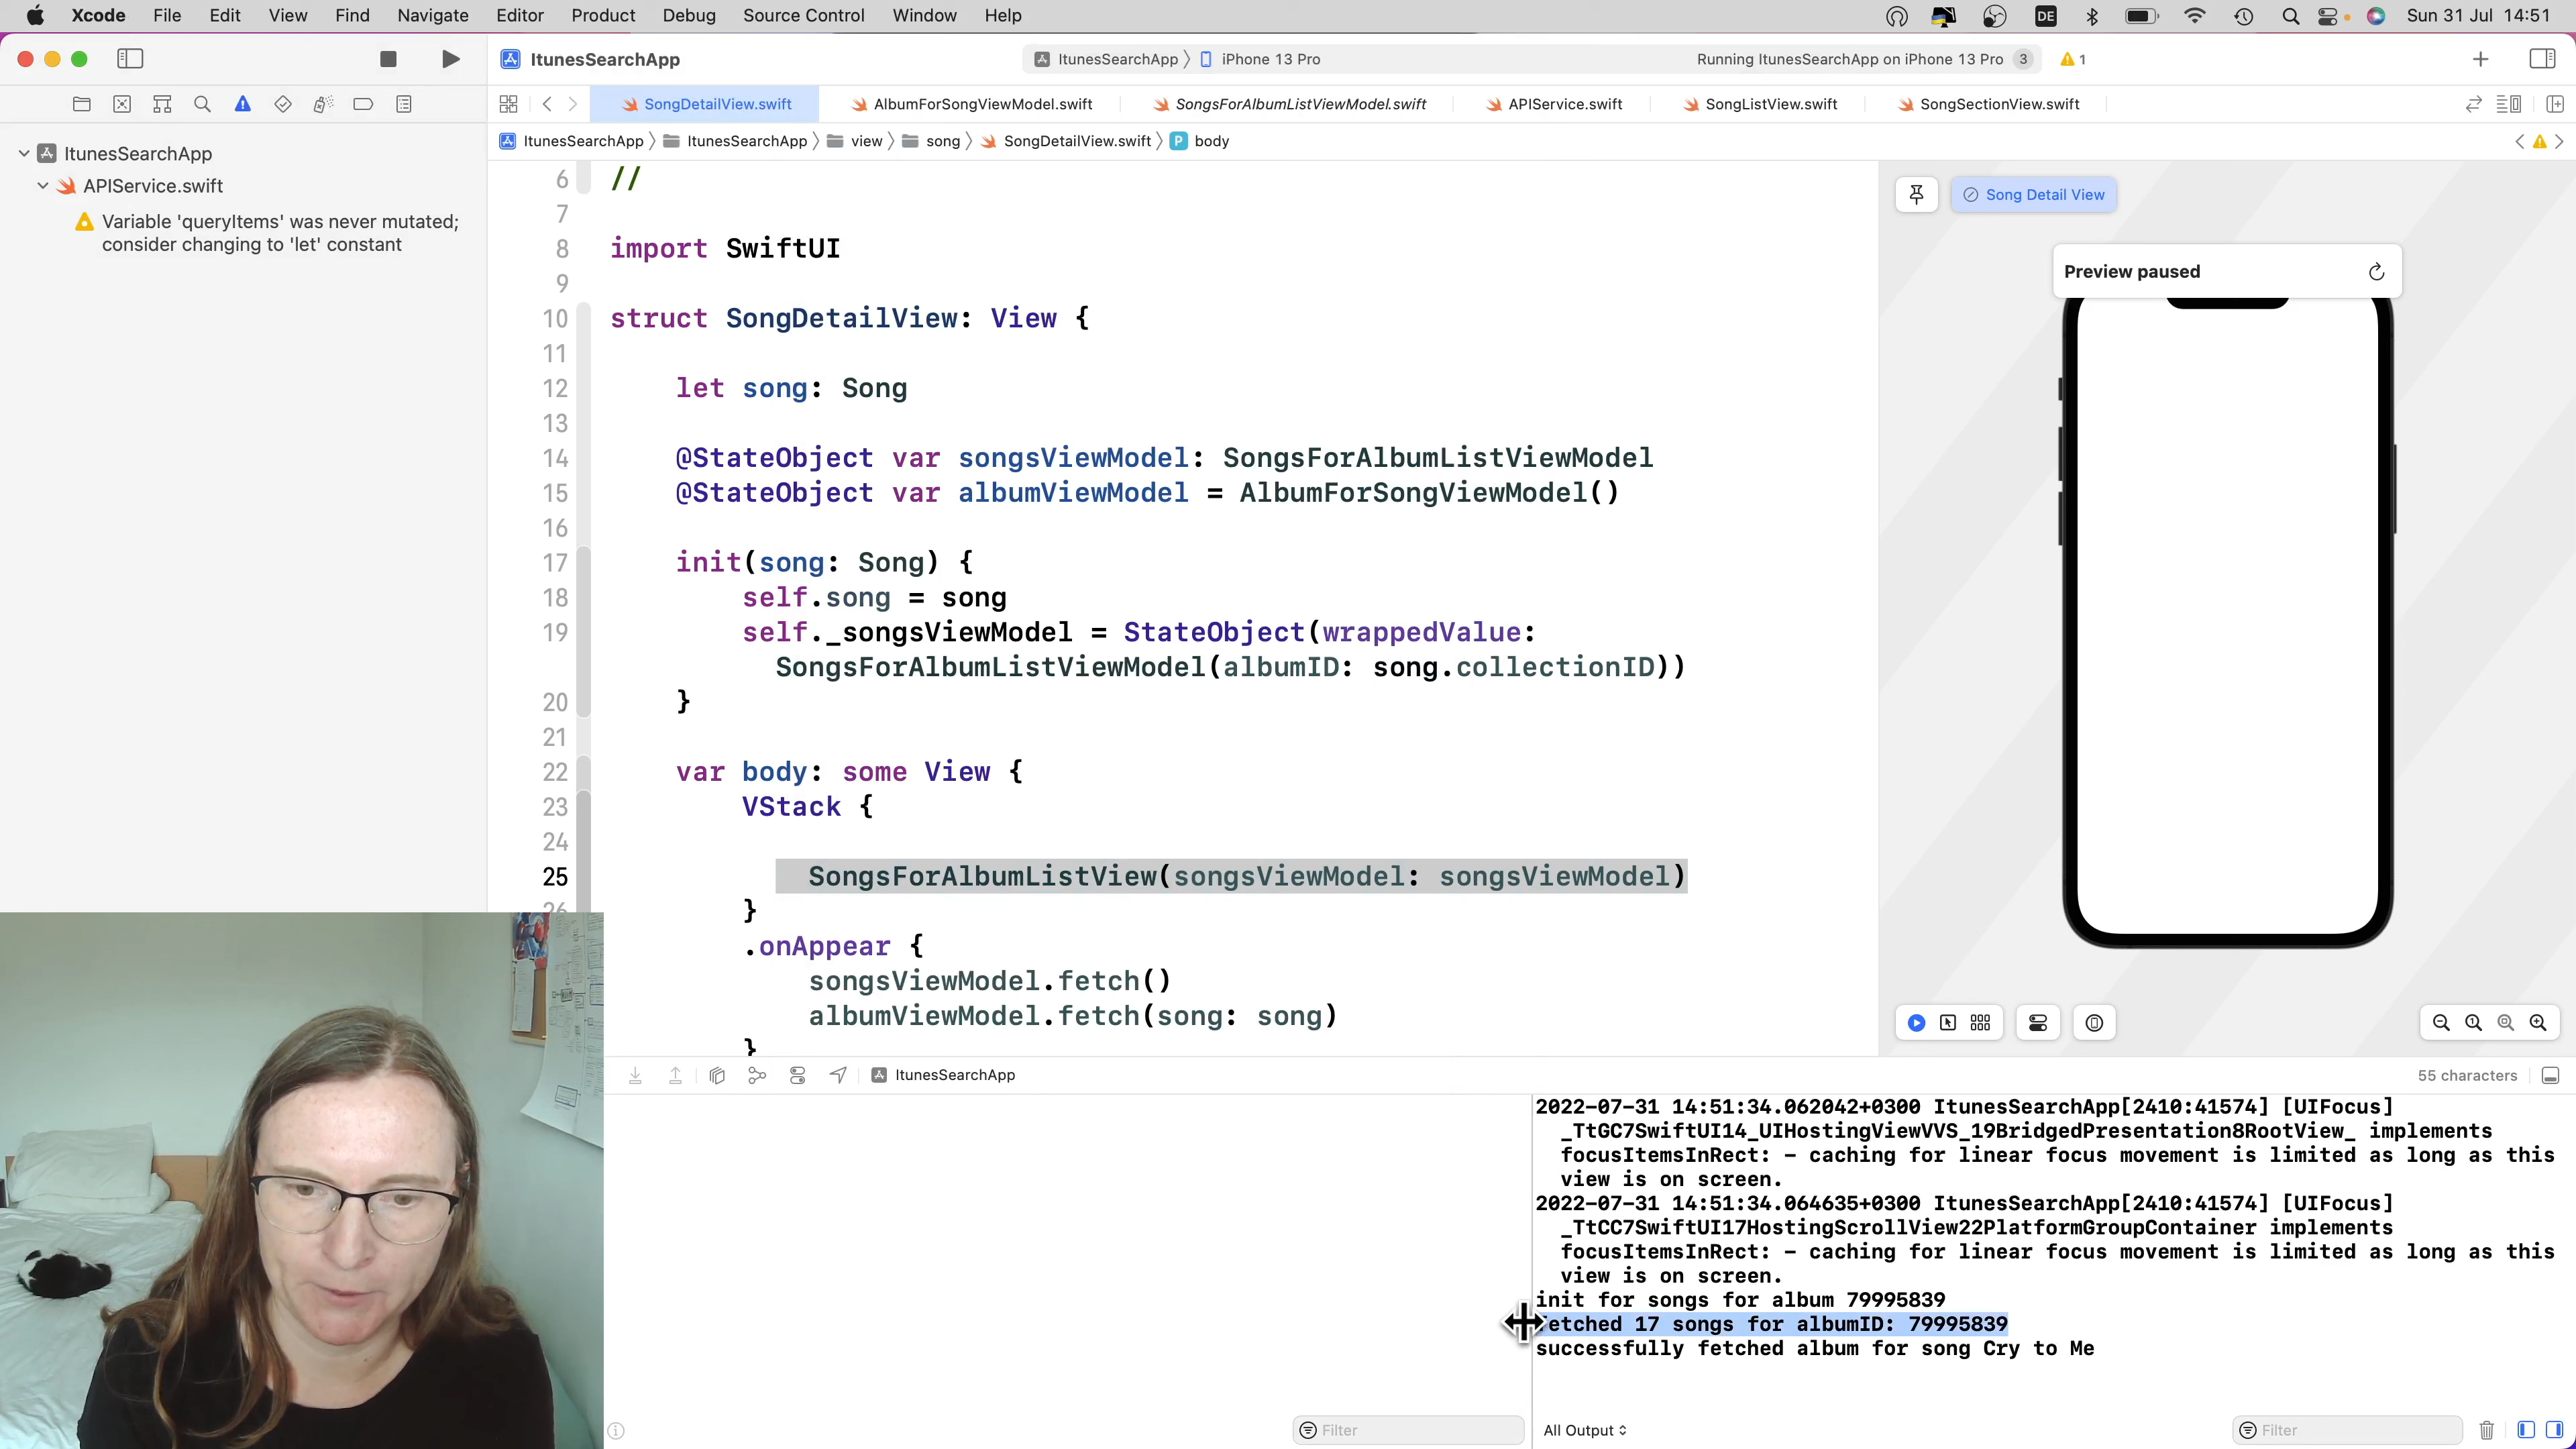 Xcode File Edit View Find Navigate Editor Product Debug Source Control Window Help
DE Sun 31 Jul 14:51
ItunesSearchApp
ItunesSearchApp iPhone 13 Pro
Running ItunesSearchApp on iPhone 13 Pro 3 1
SongDetailView.swift AlbumForSongViewModel.swift SongsForAlbumListViewModel.swift APIService.swift SongListView.swift SongSectionView.swift
ItunesSearchApp ItunesSearchApp view song SongDetailView.swift P body
ItunesSearchApp
APIService.swift
Variable 'queryItems' was never mutated;
consider changing to 'let' constant
6 //
7
8 import SwiftUI
9
10 struct SongDetailView: View {
11
12 let song: Song
13
14 @StateObject var songsViewModel: SongsForAlbumListViewModel
15 @StateObject var albumViewModel = AlbumForSongViewModel()
16
17 init(song: Song) {
18 self.song = song
19 self._songsViewModel = StateObject(wrappedValue:
SongsForAlbumListViewModel(albumID: song.collectionID))
20 }
21
22 var body: some View {
23 VStack {
24
25 SongsForAlbumListView(songsViewModel: songsViewModel)
26 }
.onAppear {
songsViewModel.fetch()
albumViewModel.fetch(song: song)
}
Song Detail View
Preview paused
ItunesSearchApp
55 characters
2022-07-31 14:51:34.062042+0300 ItunesSearchApp[2410:41574] [UIFocus]
_TtGC7SwiftUI14_UIHostingViewVVS_19BridgedPresentation8RootView_ implements
focusItemsInRect: - caching for linear focus movement is limited as long as this
view is on screen.
2022-07-31 14:51:34.064635+0300 ItunesSearchApp[2410:41574] [UIFocus]
_TtCC7SwiftUI17HostingScrollView22PlatformGroupContainer implements
focusItemsInRect: - caching for linear focus movement is limited as long as this
view is on screen.
init for songs for album 79995839
fetched 17 songs for albumID: 79995839
successfully fetched album for song Cry to Me
Filter
All Output
Filter